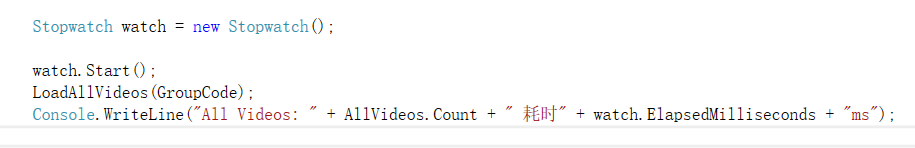 Stopwatch watch = new Stopwatch();
watch.Start();
LoadAllVideos(GroupCode);
Console.WriteLine("All Videos: " + AllVideos.Count + " 耗时" + watch.ElapsedMilliseconds + "ms");